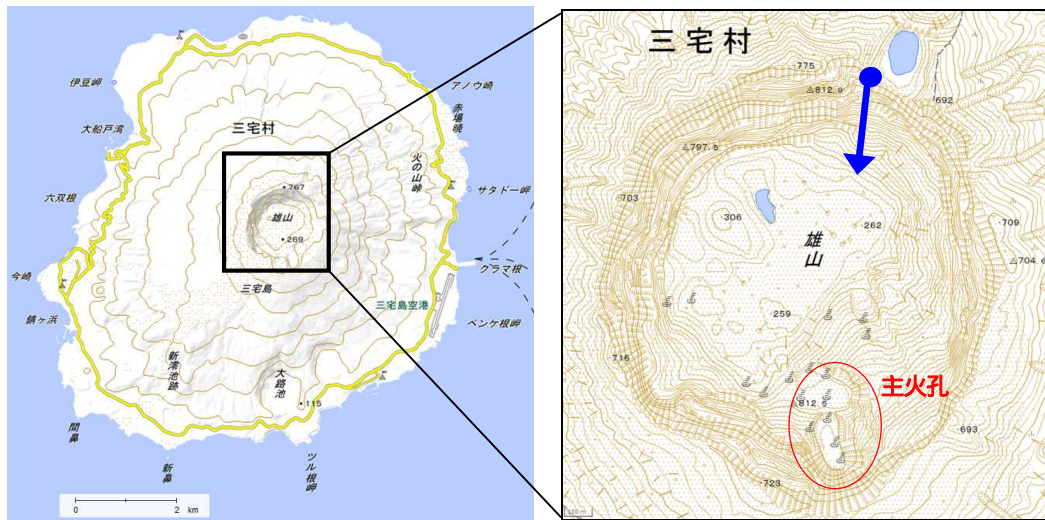 伊豆岬
アノウ崎
赤場暁
大船戸湾
三宅村
火の山峠
767
サタドー岬
六双根
雄山
269
今崎
クラマ根
三宅島
三宅島空港
錆ヶ浜
ベンケ根岬
新澪池跡
大路池
115
間鼻
新鼻
ツル根岬
0 2 km
三宅村
775
812.9
692
797.5
703
306
262
709
雄山
704.6
259
716
主火孔
812.5
693
723
100 m